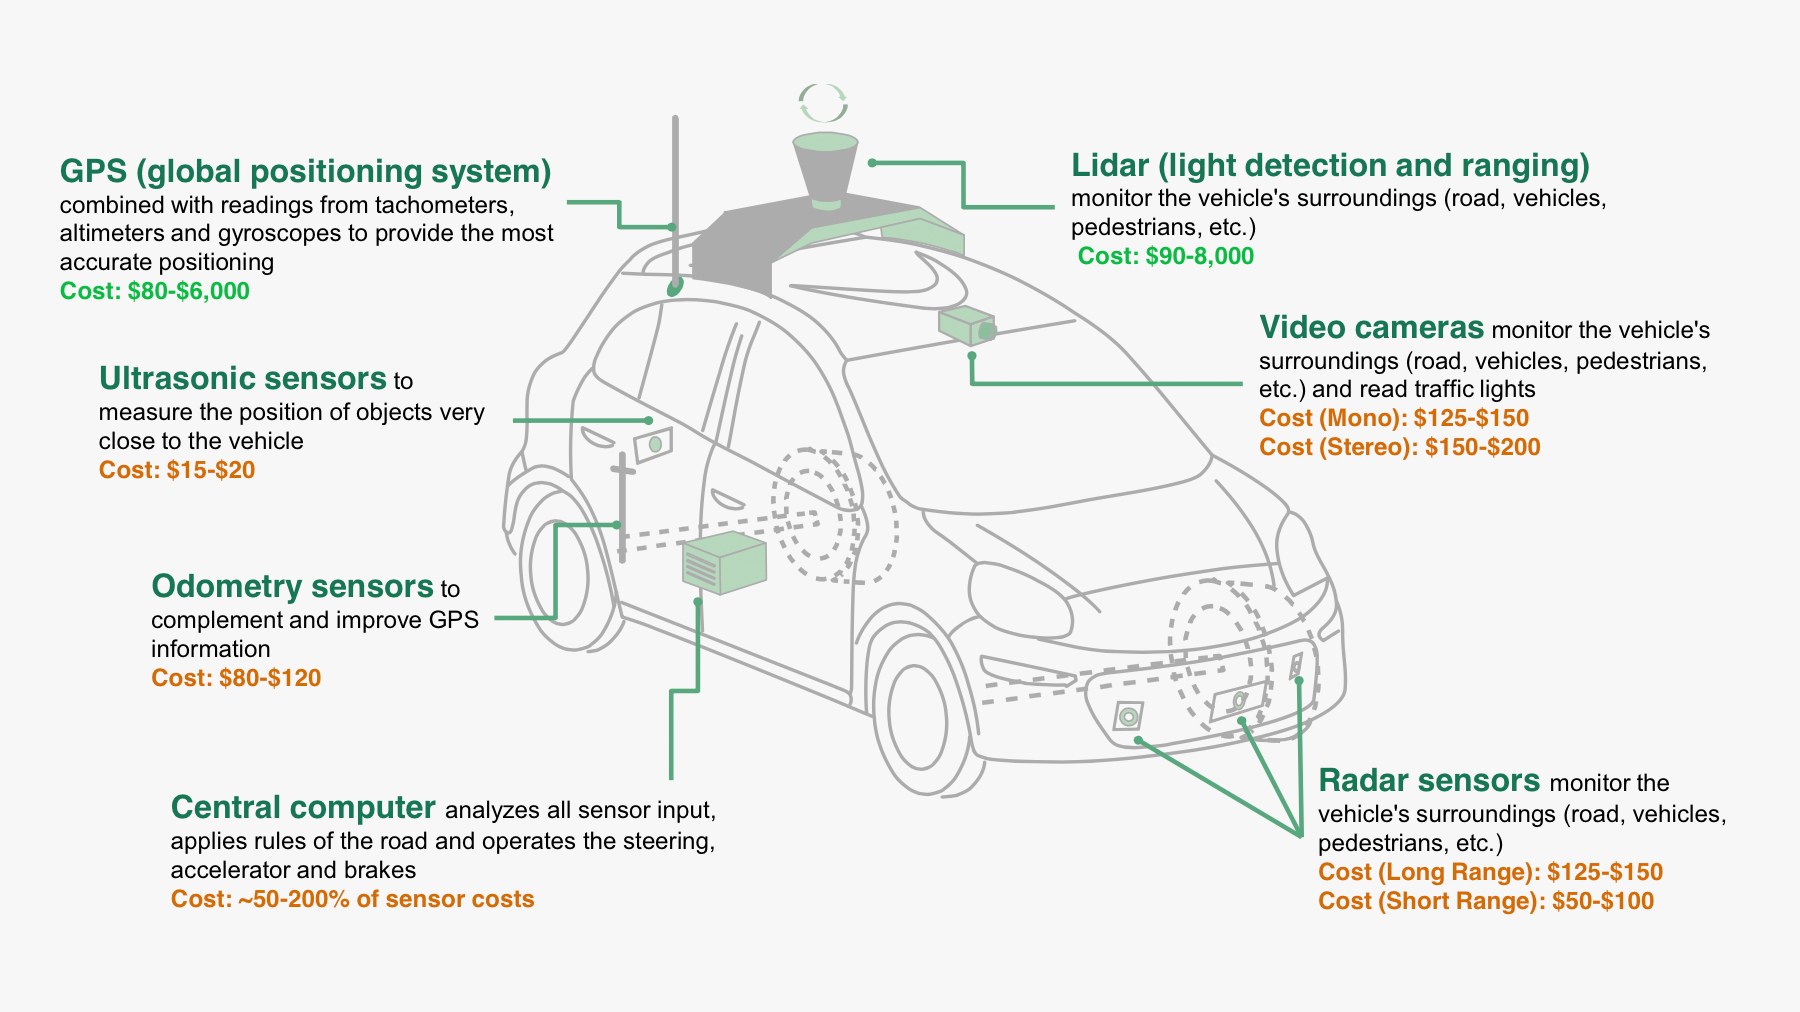 GPS (global positioning system)
combined with readings from tachometers,
altimeters and gyroscopes to provide the most
accurate positioning
Cost: $80-$6,000
Lidar (light detection and ranging)
monitor the vehicle's surroundings (road, vehicles,
pedestrians, etc.)
Cost: $90-8,000
Video cameras monitor the vehicle's
surroundings (road, vehicles, pedestrians,
etc.) and read traffic lights
Cost (Mono): $125-$150
Cost (Stereo): $150-$200
Ultrasonic sensors to
measure the position of objects very
close to the vehicle
Cost: $15-$20
Odometry sensors to
complement and improve GPS
information
Cost: $80-$120
Central computer analyzes all sensor input,
applies rules of the road and operates the steering,
accelerator and brakes
Cost: ~50-200% of sensor costs
Radar sensors monitor the
vehicle's surroundings (road, vehicles,
pedestrians, etc.)
Cost (Long Range): $125-$150
Cost (Short Range): $50-$100